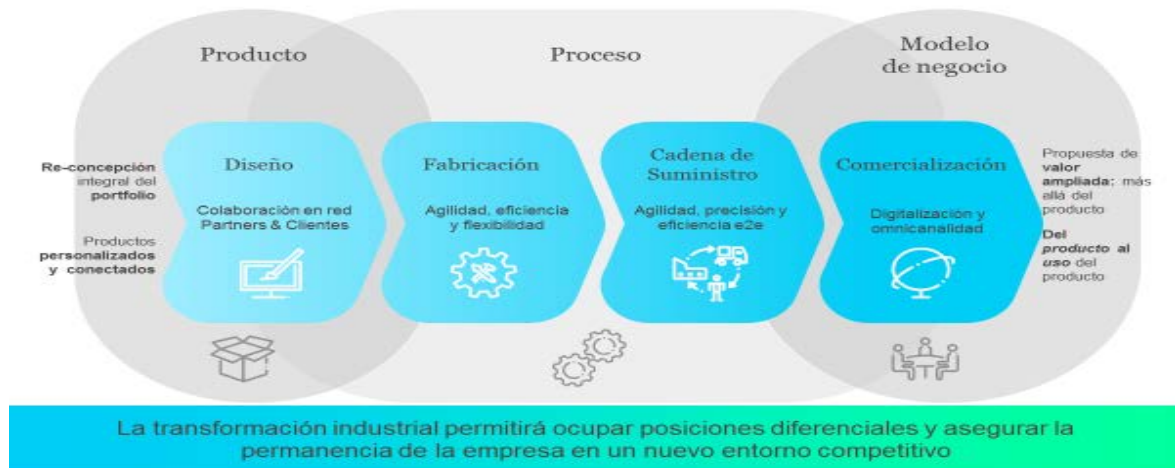 Producto
Proceso
Modelo
de negocio
Re-concepción
integral del
portfolio
Productos
personalizados
y conectados
Diseño
Colaboración en red
Partners & Clientes
Fabricación
Agilidad, eficiencia
y flexibilidad
Cadena de
Suministro
Agilidad, precisión y
eficiencia e2e
Comercialización
Digitalización y
omnicanalidad
Propuesta de
valor
ampliada: más
allá del
producto
Del
producto al
uso del
producto
La transformación industrial permitirá ocupar posiciones diferenciales y asegurar la
permanencia de la empresa en un nuevo entorno competitivo